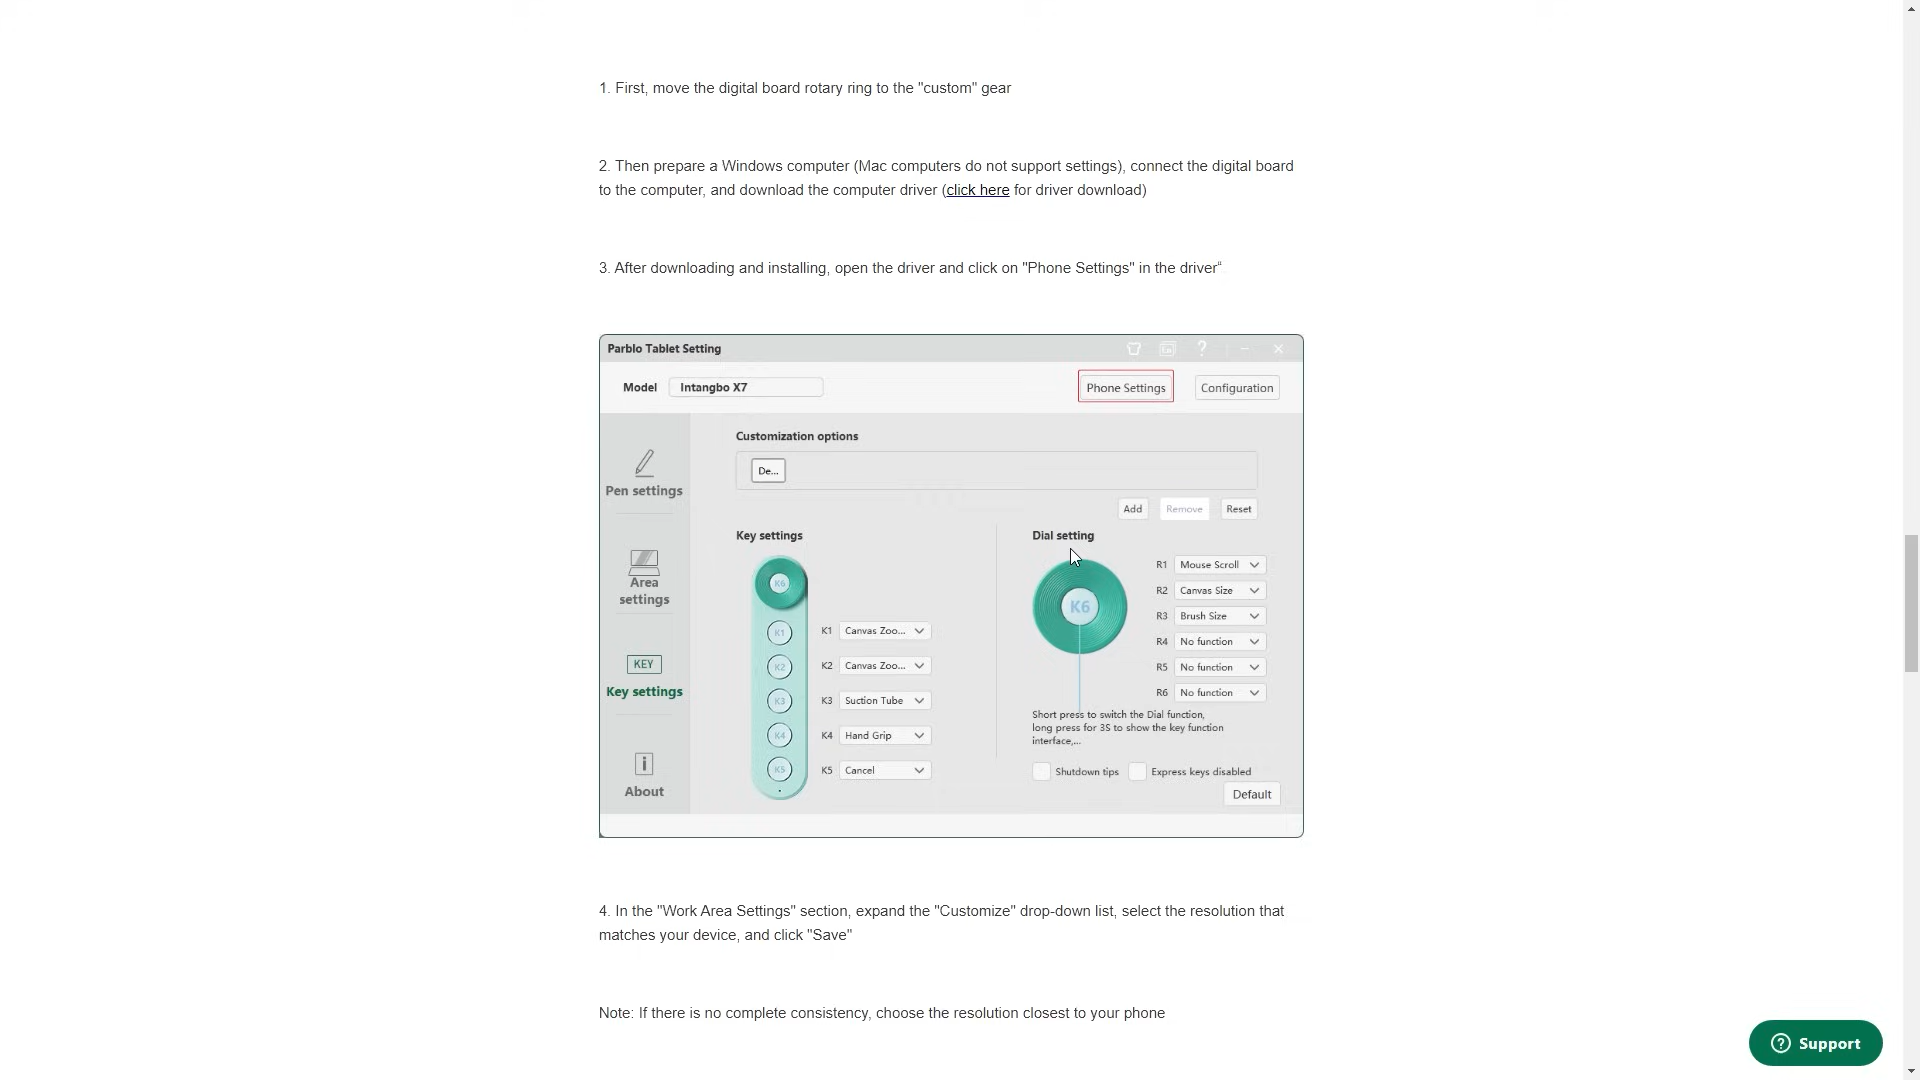 1. First, move the digital board rotary ring to the "custom" gear
2. Then prepare a Windows computer (Mac computers do not support settings), connect the digital board
to the computer, and download the computer driver (click here for driver download)
3. After downloading and installing, open the driver and click on "Phone Settings" in the driver“
Parblo Tablet Setting
En
?
Model
Intangbo X7
Phone Settings
Configuration
Customization options
De...
Pen settings
Add
Remove
Reset
Key settings
Dial setting
K6
R1 Mouse Scroll
Area
settings
R2 Canvas Size
K6
R3 Brush Size
K1
K1 Canvas Zoo...
R4 No function
KEY
Key settings
K2
K2 Canvas Zoo...
R5 No function
K3
K3 Suction Tube
R6 No function
Short press to switch the Dial function,
long press for 3S to show the key function
interface,...
K4
K4 Hand Grip
K5
K5 Cancel
Shutdown tips
Express keys disabled
i
About
Default
4. In the "Work Area Settings" section, expand the "Customize" drop-down list, select the resolution that
matches your device, and click "Save"
Note: If there is no complete consistency, choose the resolution closest to your phone
? Support